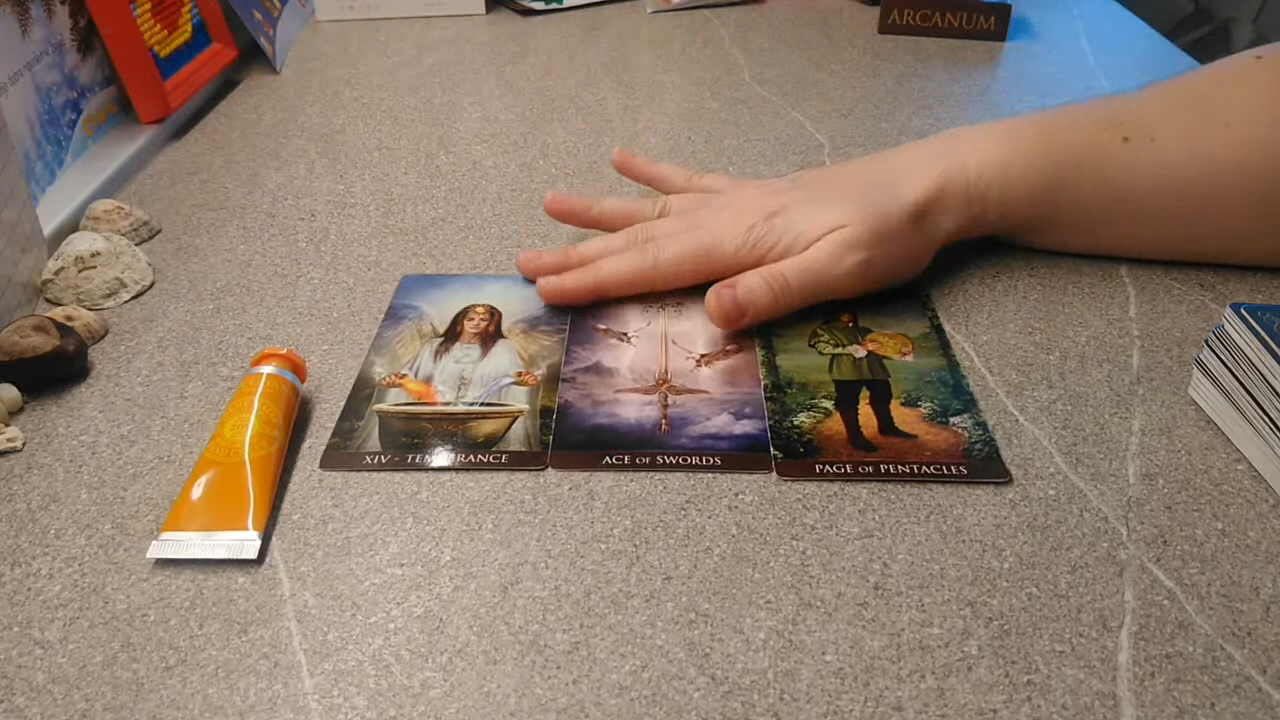 ARCANUM
XIV - TEMPERANCE
ACE OF SWORDS
PAGE OF PENTACLES